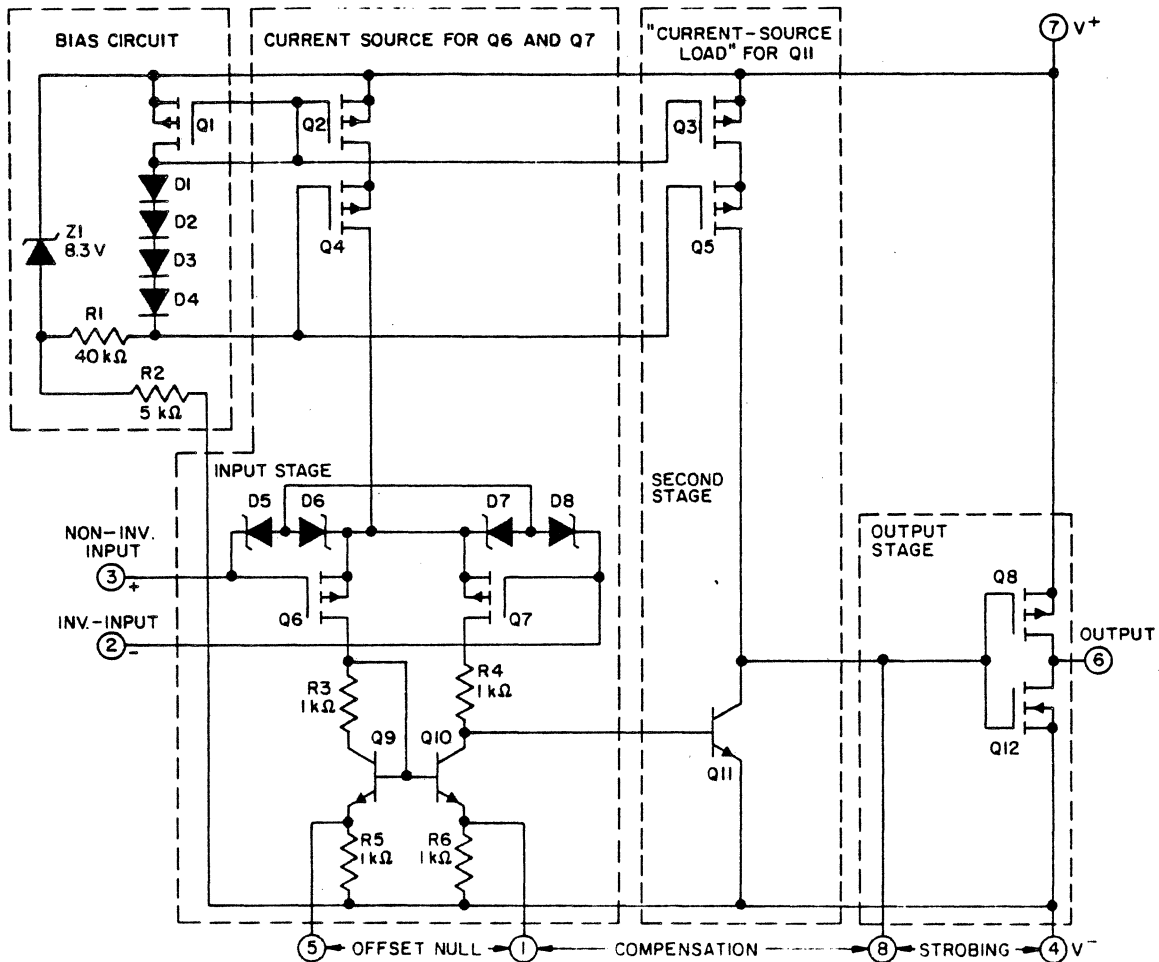 BIAS CIRCUIT
CURRENT SOURCE FOR Q6 AND Q7
"CURRENT-SOURCE
LOAD" FOR Q11
7 V+
Q1
Q2
Q3
D1
D2
D3
D4
Z1
8.3 V
Q4
Q5
R1
40 kΩ
R2
5 kΩ
INPUT STAGE
D5
D6
D7
D8
SECOND
STAGE
OUTPUT
STAGE
NON-INV.
INPUT
3 +
Q6
Q7
INV.-INPUT
2 -
Q8
OUTPUT
6
R3
1 kΩ
R4
1 kΩ
Q9
Q10
Q11
Q12
R5
1 kΩ
R6
1 kΩ
5 OFFSET NULL 1 COMPENSATION 8 STROBING 4 V-